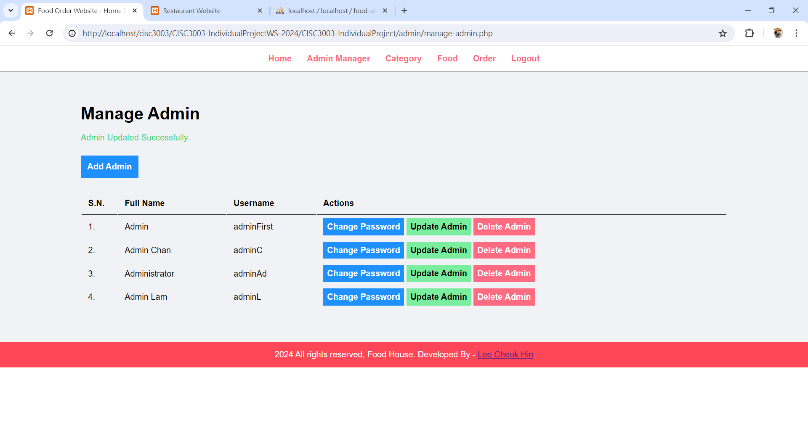 Food Order Website - Home
Restaurant Website
localhost / localhost / food-o
http://localhost/cisc3003/CISC3003-IndividualProjectWS-2024/CISC3003-IndividualProject/admin/manage-admin.php
Home Admin Manager Category Food Order Logout
Manage Admin
Admin Updated Successfully.
Add Admin
S.N. Full Name Username Actions
1. Admin adminFirst Change Password Update Admin Delete Admin
2. Admin Chan adminC Change Password Update Admin Delete Admin
3. Administrator adminAd Change Password Update Admin Delete Admin
4. Admin Lam adminL Change Password Update Admin Delete Admin
2024 All rights reserved, Food House. Developed By - Lee Cheok Hin